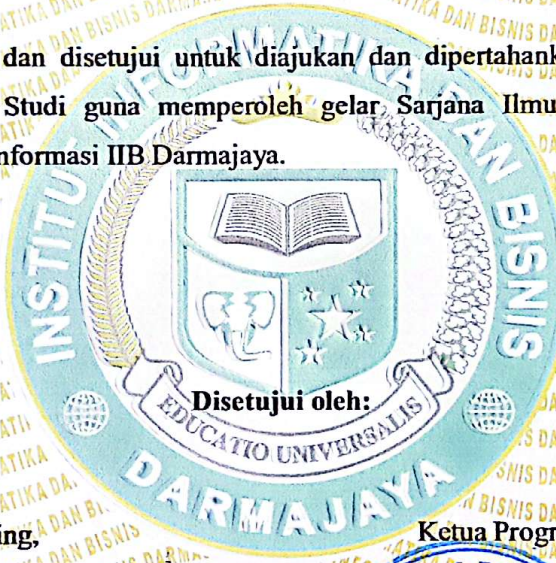 dan disetujui untuk diajukan dan dipertahank
Studi guna memperoleh gelar Sarjana Ilmu
nformasi IIB Darmajaya.
INSTITUT INFORMATIKA DAN BISNIS
Disetujui oleh:
EDUCATIO UNIVERSALIS
DARMAJAYA
ing,
Ketua Progr